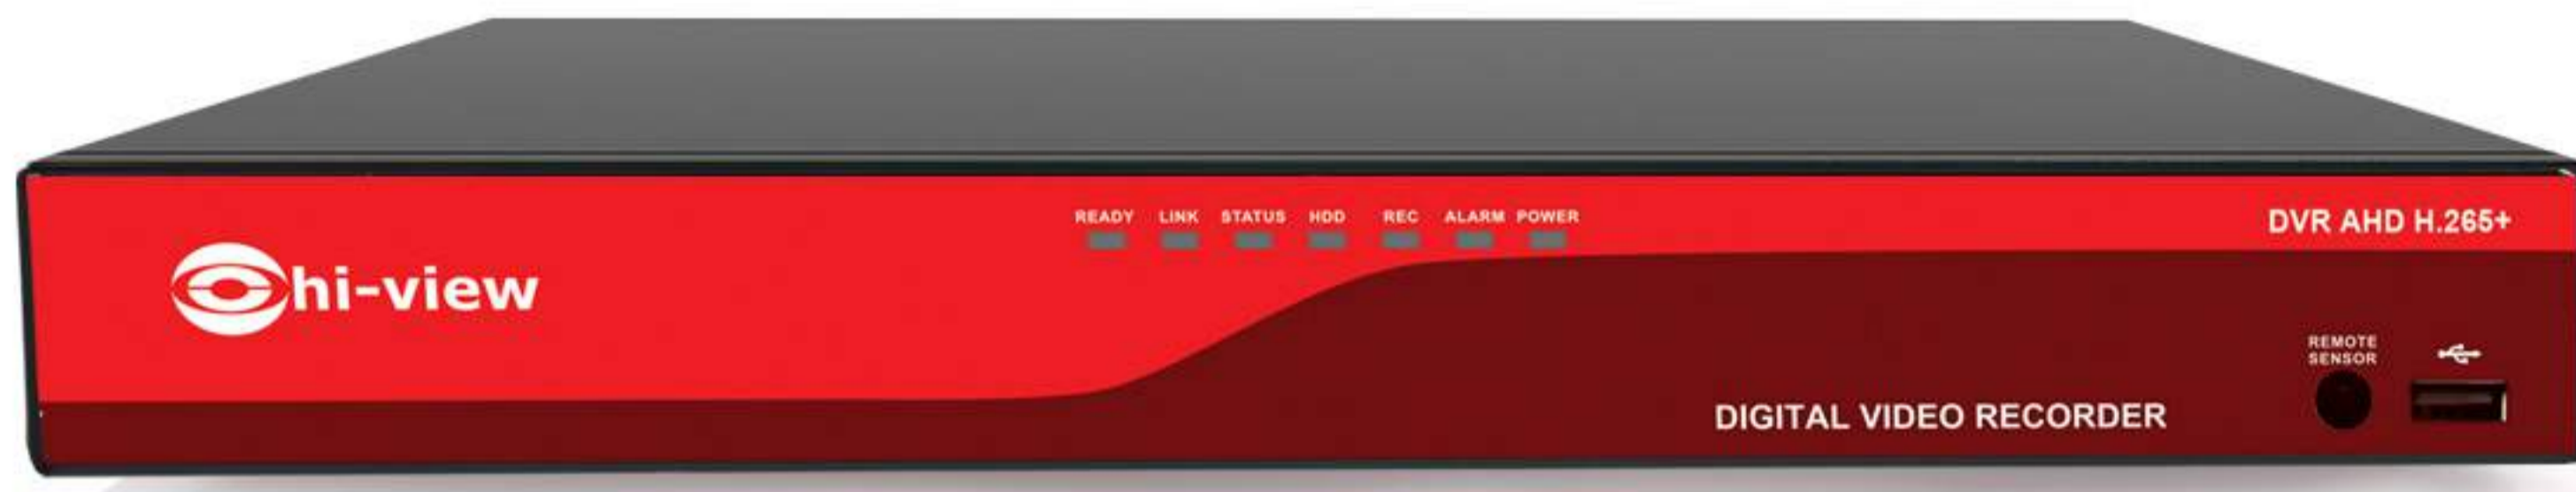 READY LINK STATUS HDD REC ALARM POWER
DVR AHD H.265+
hi-view
REMOTE
SENSOR
DIGITAL VIDEO RECORDER